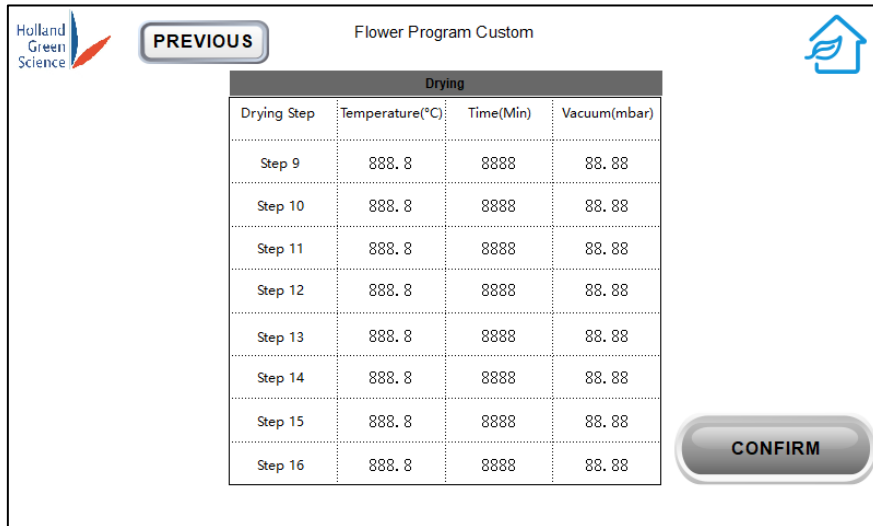 Holland
Green
Science
PREVIOUS
Flower Program Custom
Drying
Drying Step Temperature(°C) Time(Min) Vacuum(mbar)
Step 9 888.8 8888 88.88
Step 10 888.8 8888 88.88
Step 11 888.8 8888 88.88
Step 12 888.8 8888 88.88
Step 13 888.8 8888 88.88
Step 14 888.8 8888 88.88
Step 15 888.8 8888 88.88
Step 16 888.8 8888 88.88
CONFIRM